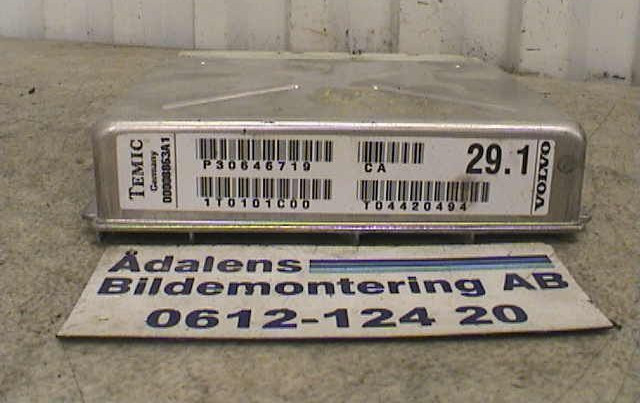 TEMIC
Germany
00008863A1
P30646719
CA
29.1
VOLVO
1T0101C00
T04420494
Ådalens
Bildemontering AB
0612-124 20